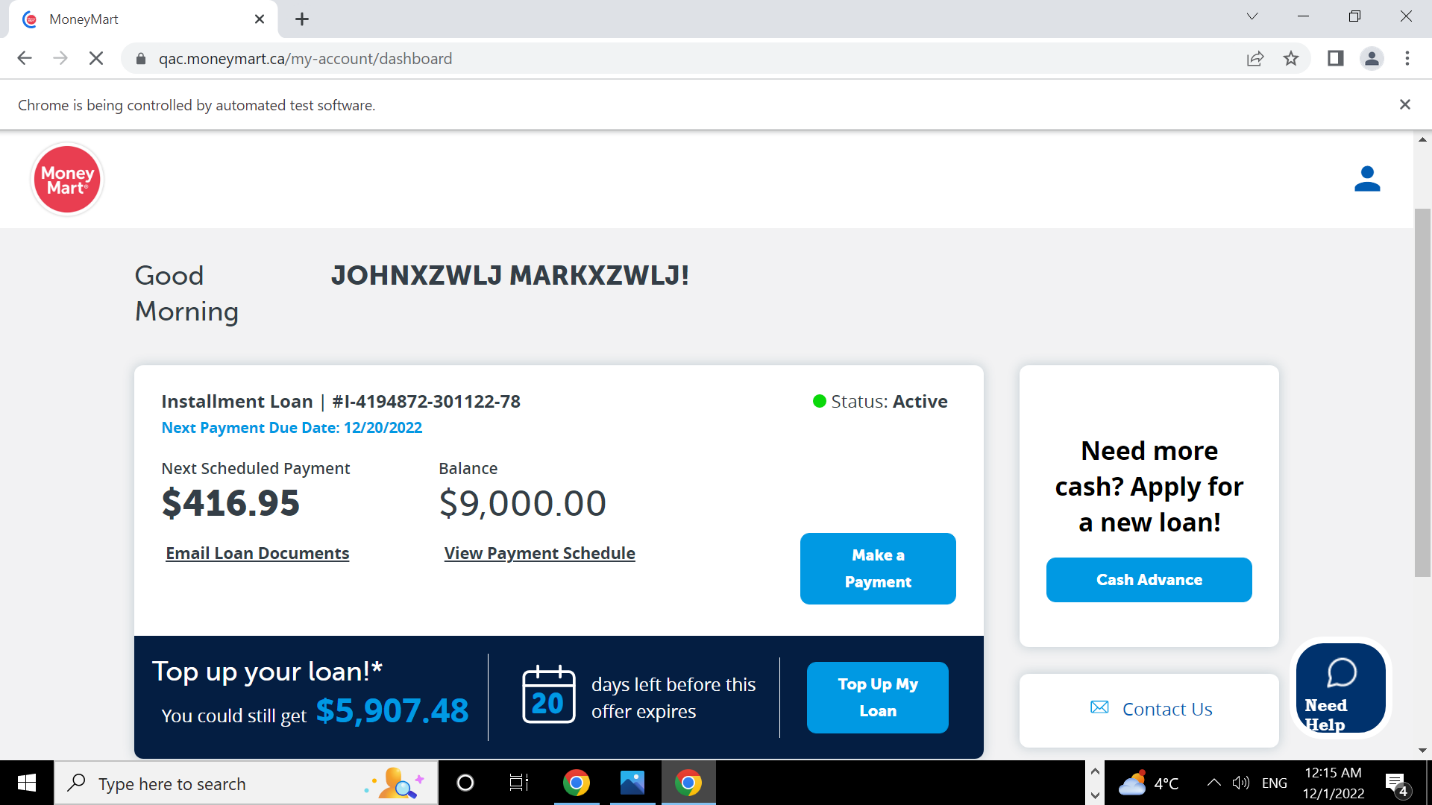 MoneyMart
qac.moneymart.ca/my-account/dashboard
Chrome is being controlled by automated test software.
Money
Mart®
Good
Morning
JOHNXZWLJ MARKXZWLJ!
Installment Loan | #I-4194872-301122-78
Status: Active
Next Payment Due Date: 12/20/2022
Next Scheduled Payment
Balance
$416.95
$9,000.00
Email Loan Documents
View Payment Schedule
Make a
Payment
Need more
cash? Apply for
a new loan!
Cash Advance
Top up your loan!*
You could still get $5,907.48
20
days left before this
offer expires
Top Up My
Loan
Contact Us
Need
Help
Type here to search
4°C
ENG
12:15 AM
12/1/2022
4